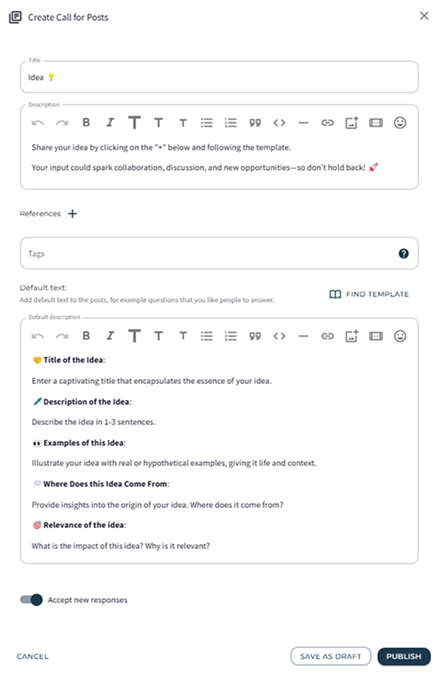 Create Call for Posts
Title
Idea 💡
Description
B I T T T
Share your idea by clicking on the "+" below and following the template.
Your input could spark collaboration, discussion, and new opportunities—so don't hold back! 🚀
References +
Tags
Default text:
Add default text to the posts, for example questions that you like people to answer.
FIND TEMPLATE
Default description
B I T T T
🤝 Title of the Idea:
Enter a captivating title that encapsulates the essence of your idea.
🖋️ Description of the Idea:
Describe the idea in 1-3 sentences.
👀 Examples of this Idea:
Illustrate your idea with real or hypothetical examples, giving it life and context.
💭 Where Does this Idea Come From:
Provide insights into the origin of your idea. Where does it come from?
🎯 Relevance of the idea:
What is the impact of this idea? Why is it relevant?
Accept new responses
CANCEL
SAVE AS DRAFT
PUBLISH